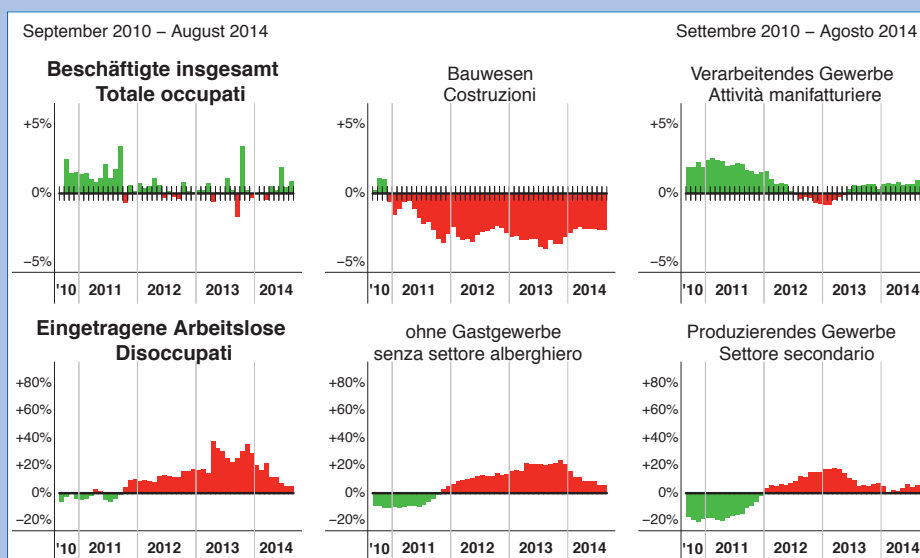 September 2010 – August 2014
Settembre 2010 – Agosto 2014
Beschäftigte insgesamt
Totale occupati
+5%
0%
–5%
'10 2011 2012 2013 2014
Bauwesen
Costruzioni
+5%
0%
–5%
'10 2011 2012 2013 2014
Verarbeitendes Gewerbe
Attività manifatturiere
+5%
0%
–5%
'10 2011 2012 2013 2014
Eingetragene Arbeitslose
Disoccupati
+80%
+60%
+40%
+20%
0%
–20%
'10 2011 2012 2013 2014
ohne Gastgewerbe
senza settore alberghiero
+80%
+60%
+40%
+20%
0%
–20%
'10 2011 2012 2013 2014
Produzierendes Gewerbe
Settore secondario
+80%
+60%
+40%
+20%
0%
–20%
'10 2011 2012 2013 2014